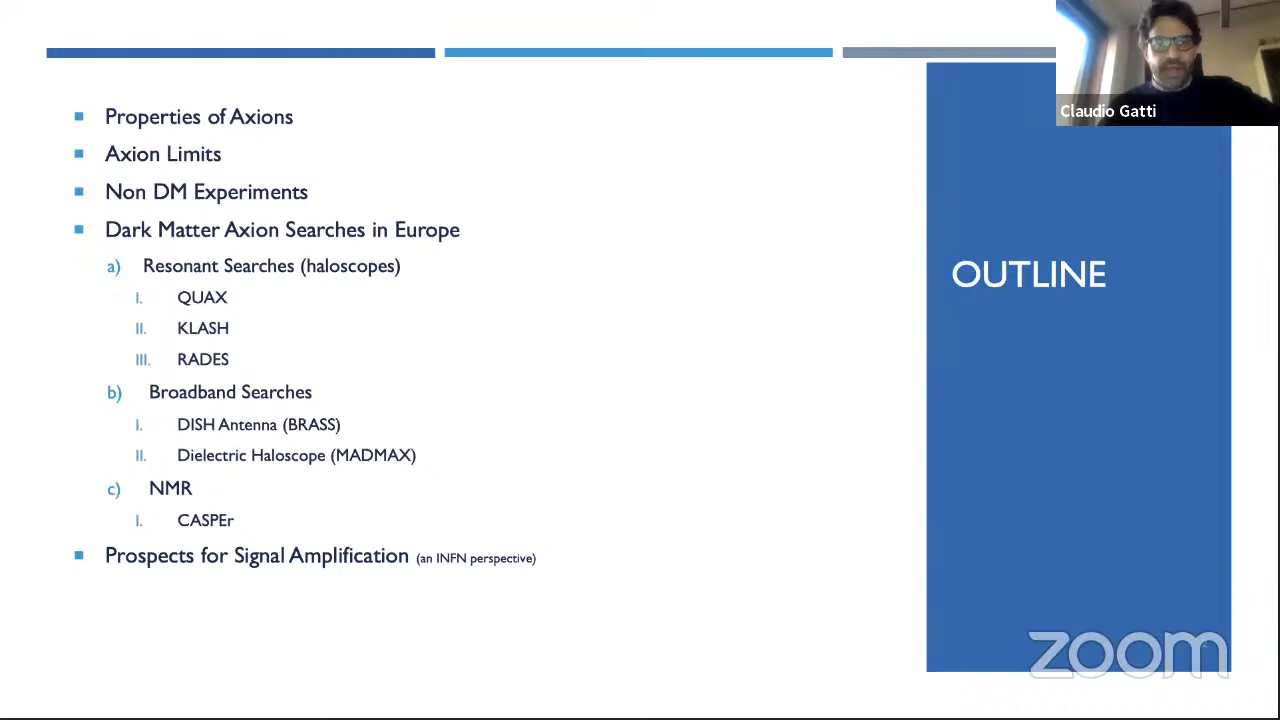 Properties of Axions
Axion Limits
Non DM Experiments
Dark Matter Axion Searches in Europe
a) Resonant Searches (haloscopes)
I. QUAX
II. KLASH
III. RADES
b) Broadband Searches
I. DISH Antenna (BRASS)
II. Dielectric Haloscope (MADMAX)
c) NMR
I. CASPEr
Prospects for Signal Amplification (an INFN perspective)
OUTLINE
Claudio Gatti
zoom